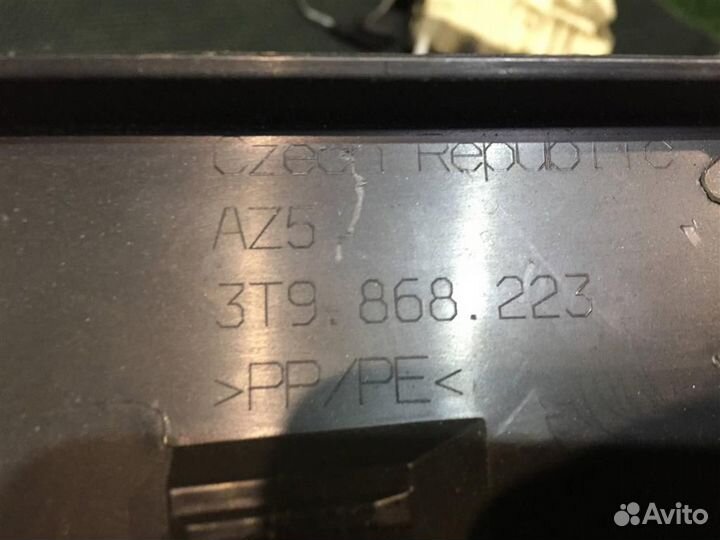 Czech Republic
AZ5
3T9.868.223
>PP/PE<
Avito